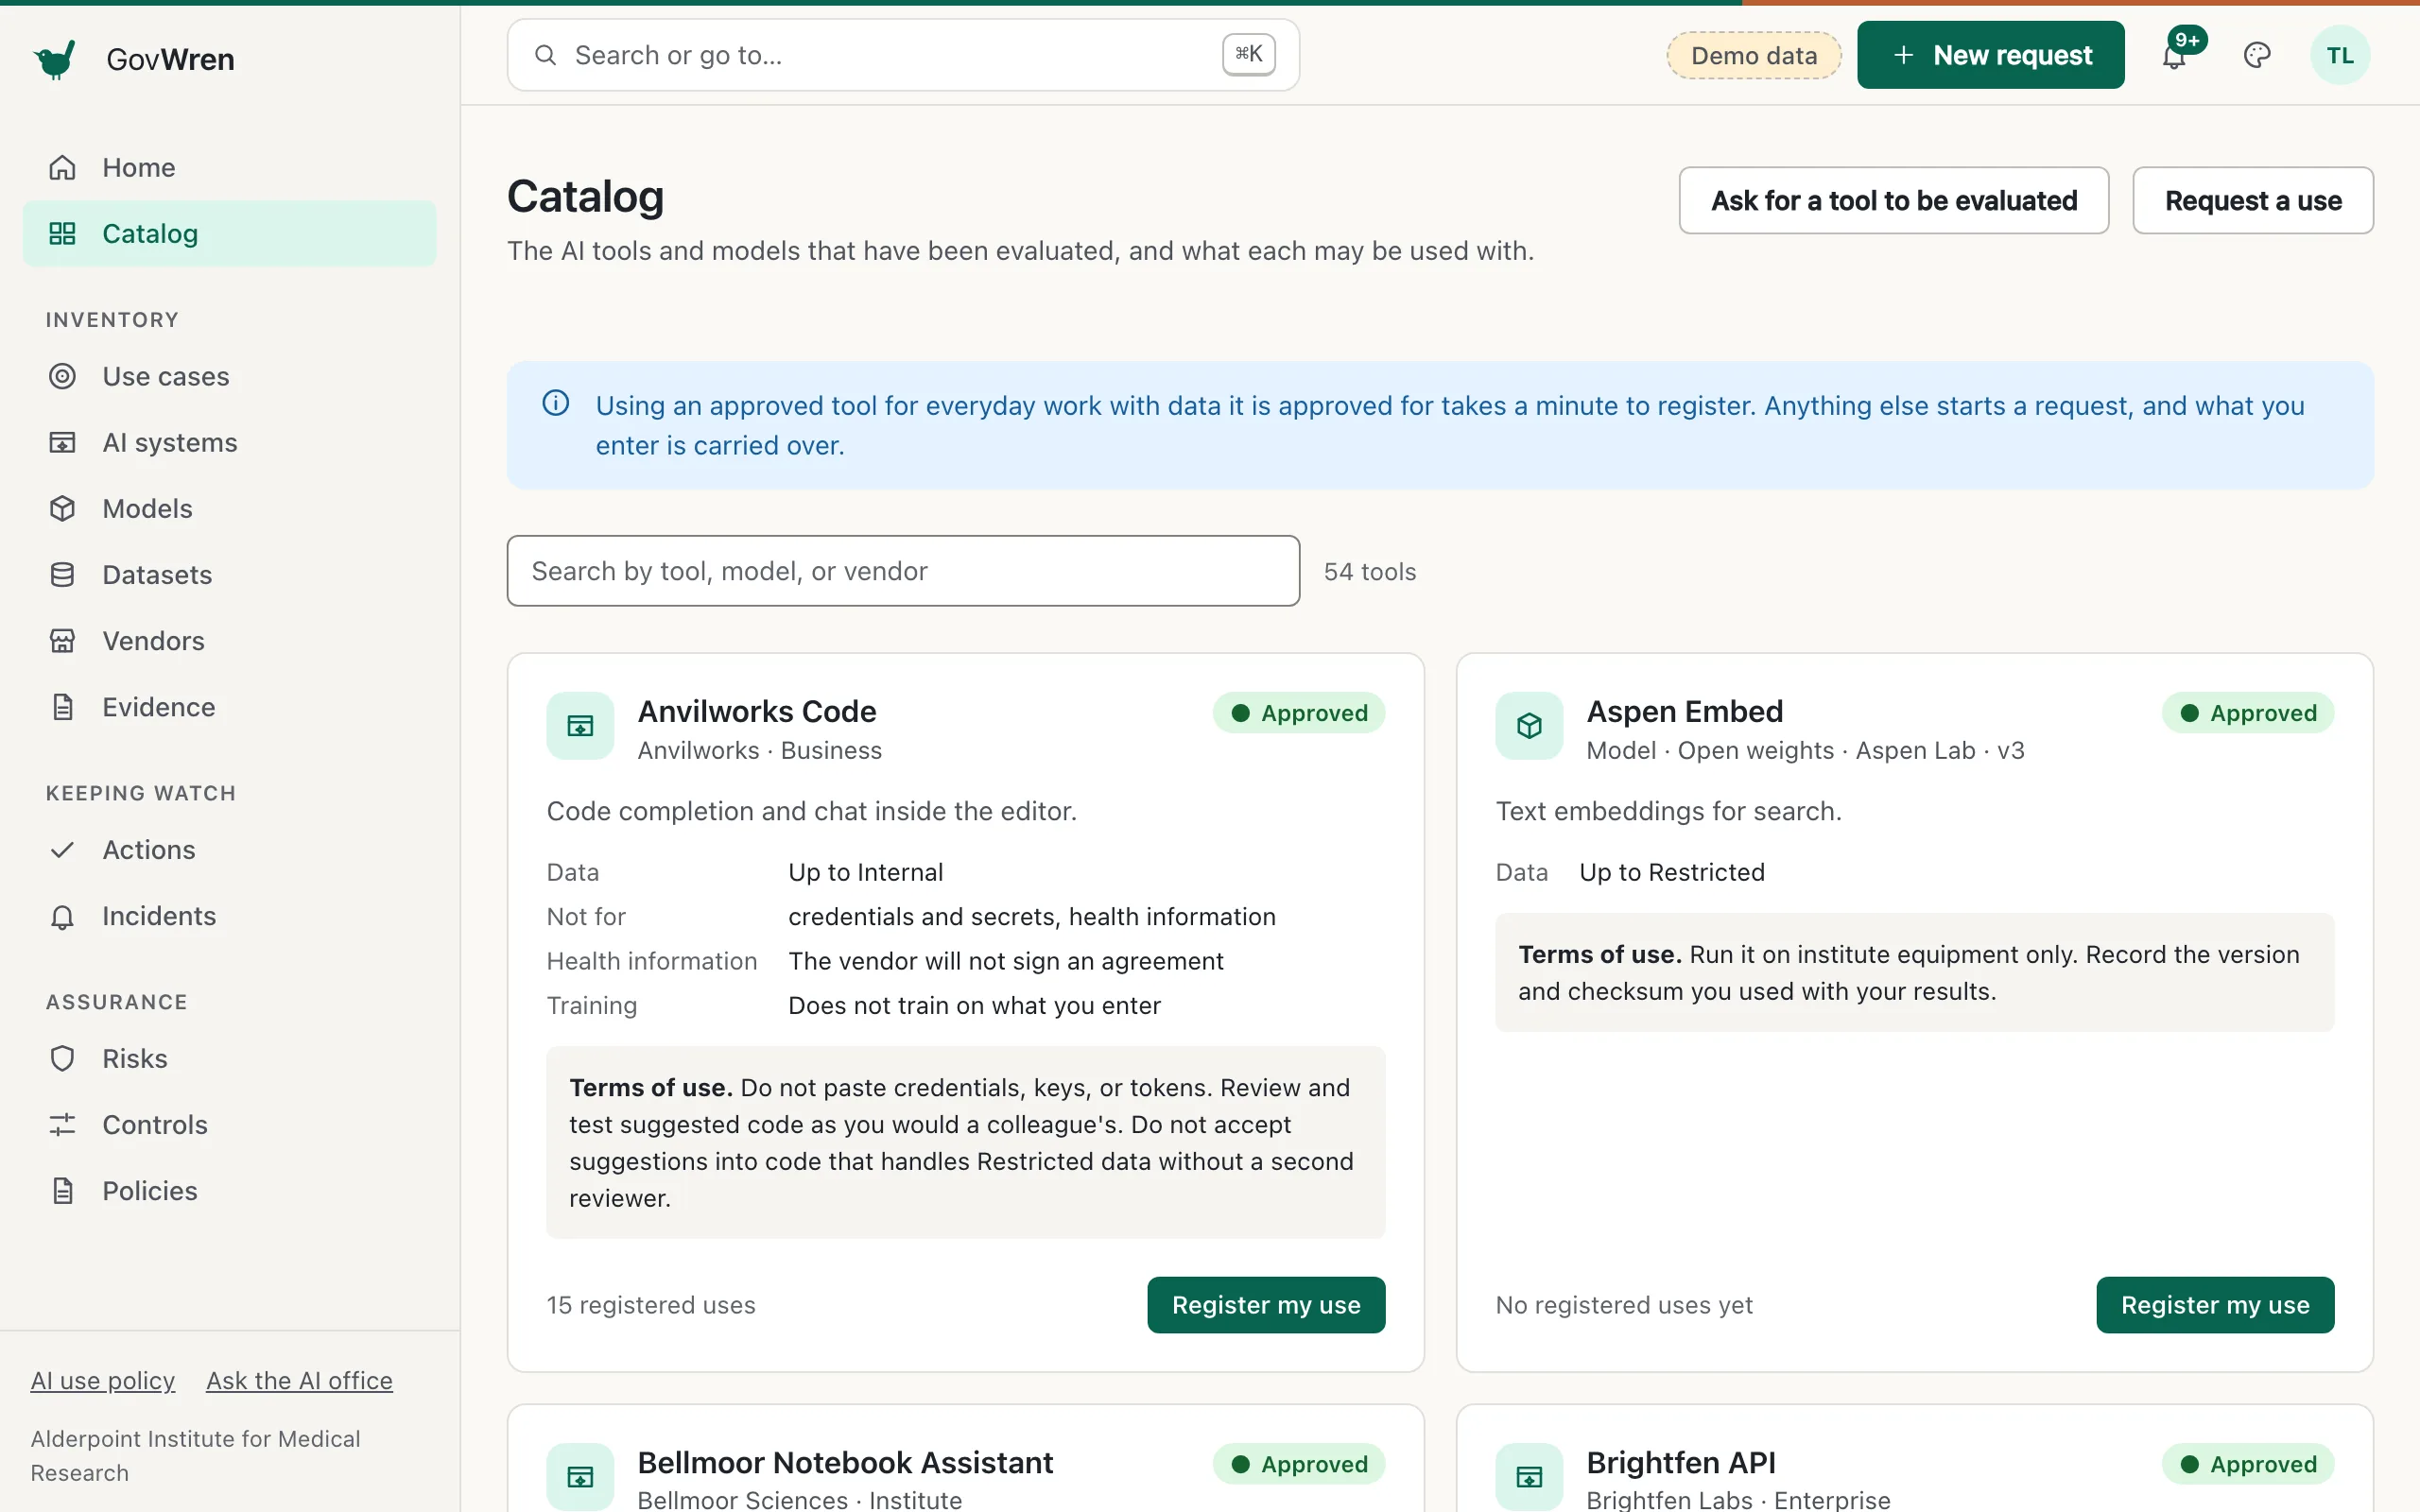 GovWren
Search or go to...
⌘K
Demo data
+ New request
9+
TL
Home
Catalog
INVENTORY
Use cases
AI systems
Models
Datasets
Vendors
Evidence
KEEPING WATCH
Actions
Incidents
ASSURANCE
Risks
Controls
Policies
AI use policy
Ask the AI office
Alderpoint Institute for Medical
Research
Catalog
The AI tools and models that have been evaluated, and what each may be used with.
Ask for a tool to be evaluated
Request a use
Using an approved tool for everyday work with data it is approved for takes a minute to register. Anything else starts a request, and what you
enter is carried over.
Search by tool, model, or vendor
54 tools
Anvilworks Code
Approved
Anvilworks · Business
Code completion and chat inside the editor.
Data Up to Internal
Not for credentials and secrets, health information
Health information The vendor will not sign an agreement
Training Does not train on what you enter
Terms of use. Do not paste credentials, keys, or tokens. Review and
test suggested code as you would a colleague's. Do not accept
suggestions into code that handles Restricted data without a second
reviewer.
15 registered uses
Register my use
Aspen Embed
Approved
Model · Open weights · Aspen Lab · v3
Text embeddings for search.
Data Up to Restricted
Terms of use. Run it on institute equipment only. Record the version
and checksum you used with your results.
No registered uses yet
Register my use
Bellmoor Notebook Assistant
Approved
Bellmoor Sciences · Institute
Brightfen API
Approved
Brightfen Labs · Enterprise